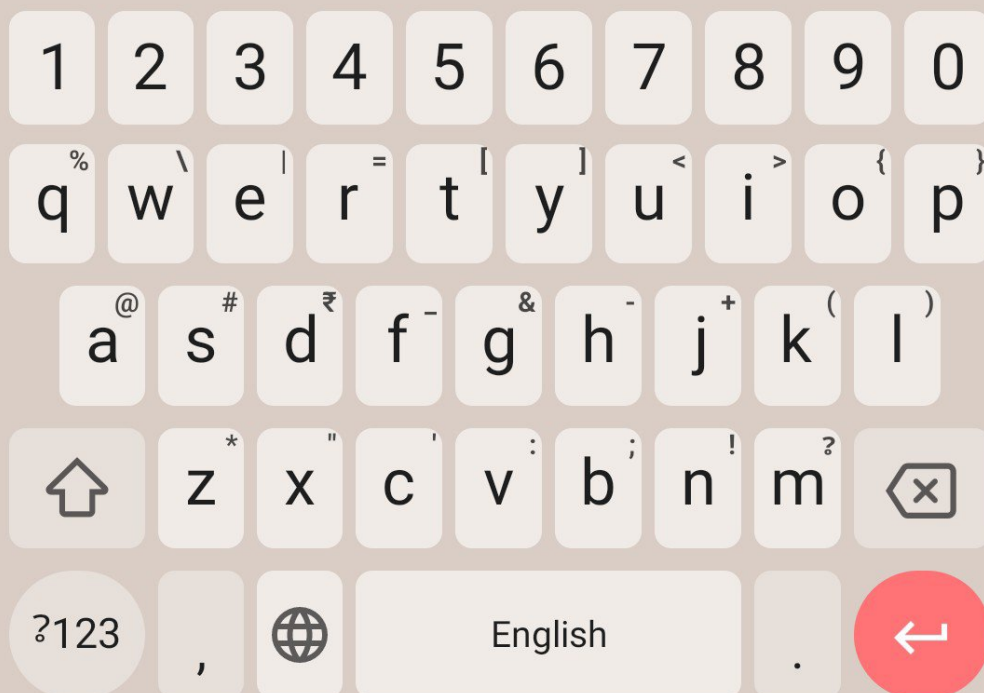 1 2 3 4 5 6 7 8 9 0
% \ | = [ ] < > { }
q w e r t y u i o p
@ # ₹ _ & - + ( )
a s d f g h j k l
* " ' : ; ! ?
z x c v b n m
?123 , English .